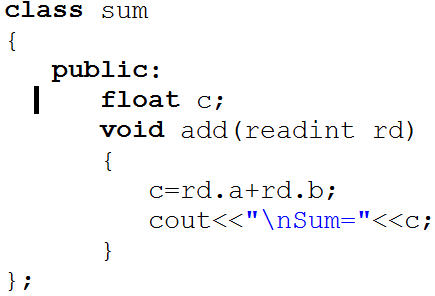 class sum
{
public:
float c;
void add(readint rd)
{
c=rd.a+rd.b;
cout<<"\nSum="<<c;
}
};